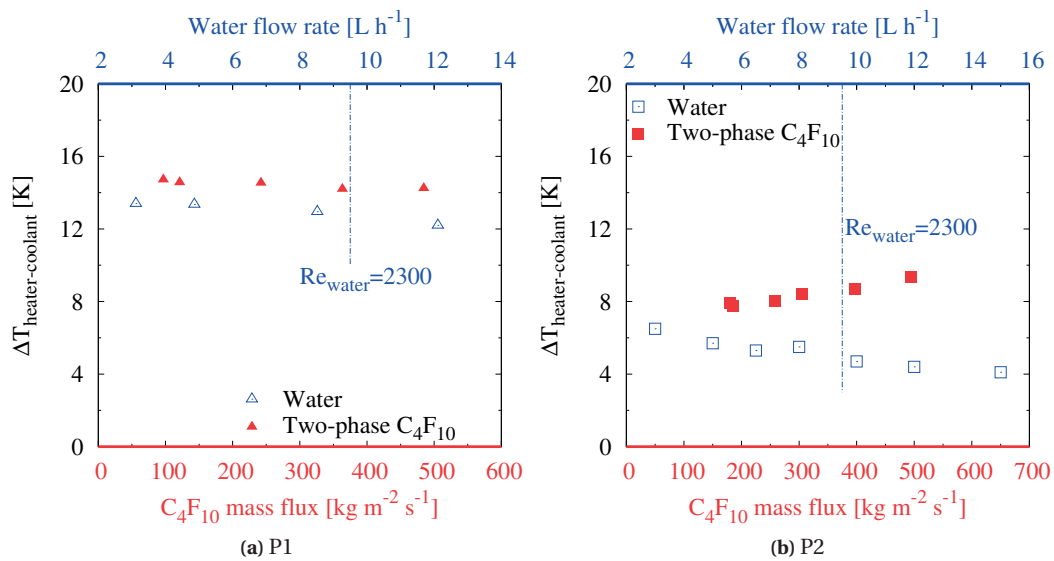 Water flow rate [L h⁻¹]
2 4 6 8 10 12 14
20
16
12
8
4
0
ΔT_heater-coolant [K]
Re_water=2300
Water
Two-phase C₄F₁₀
0 100 200 300 400 500 600
C₄F₁₀ mass flux [kg m⁻² s⁻¹]
(a) P1
Water flow rate [L h⁻¹]
2 4 6 8 10 12 14 16
20
16
12
8
4
0
ΔT_heater-coolant [K]
Water
Two-phase C₄F₁₀
Re_water=2300
0 100 200 300 400 500 600 700
C₄F₁₀ mass flux [kg m⁻² s⁻¹]
(b) P2